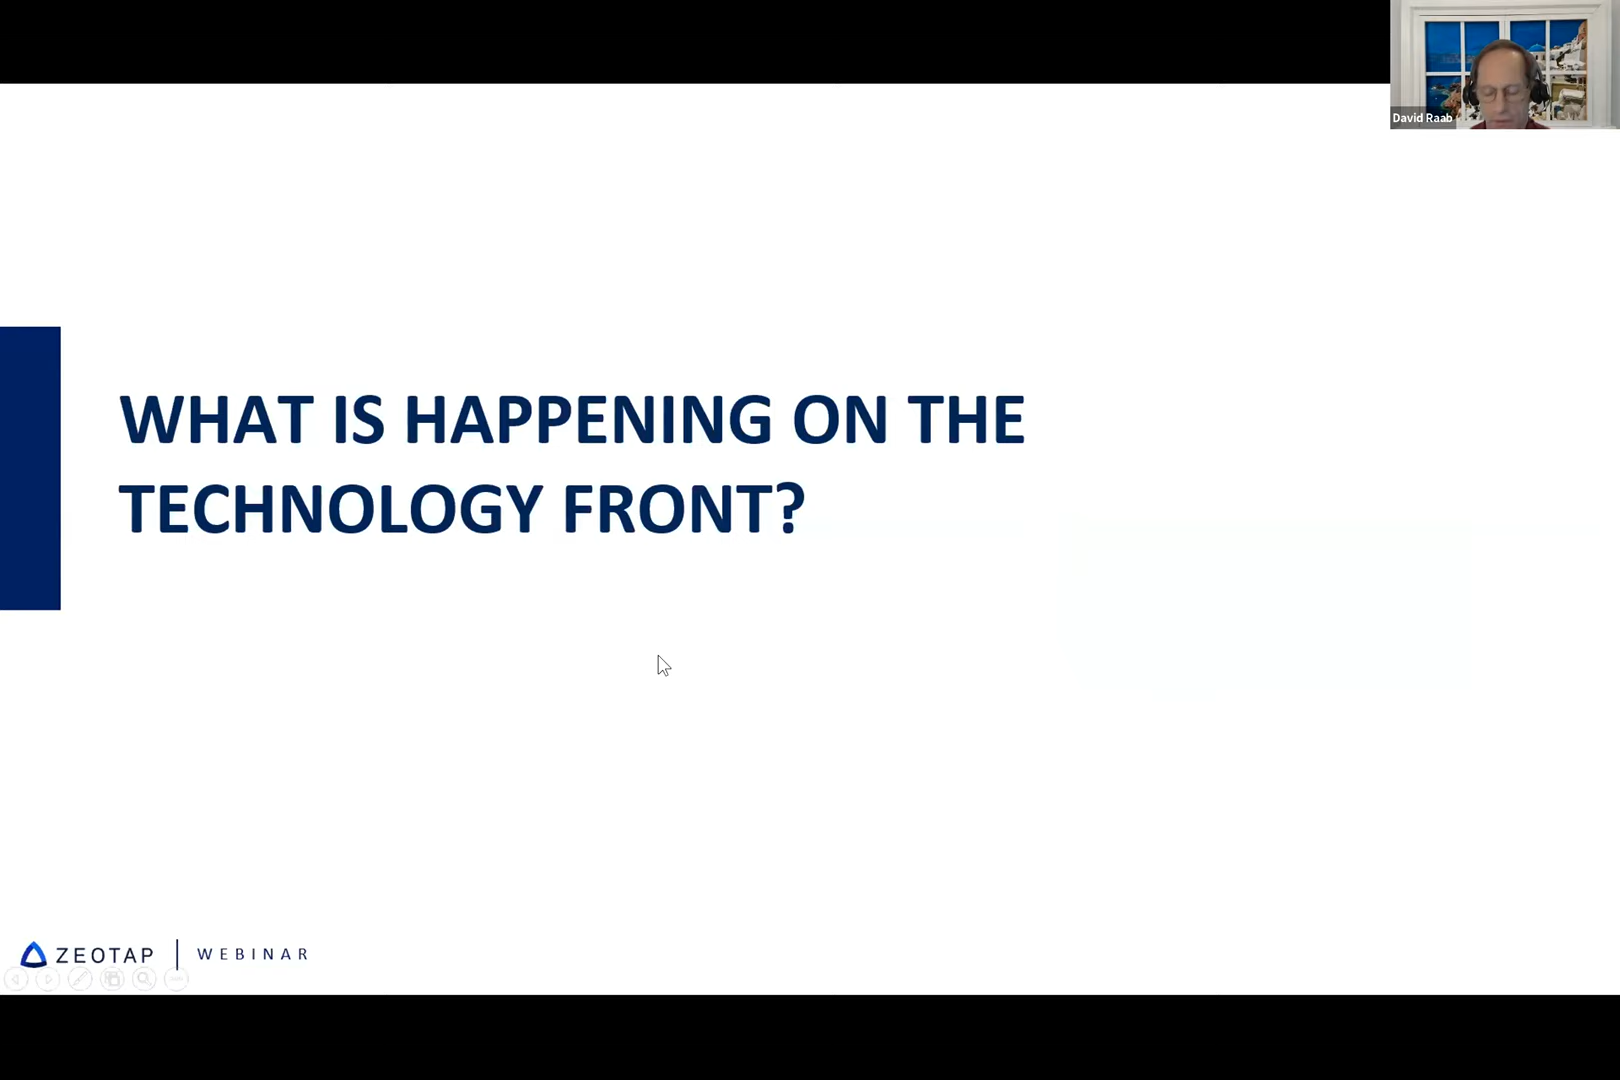 David Raab
WHAT IS HAPPENING ON THE
TECHNOLOGY FRONT?
ZEOTAP | WEBINAR